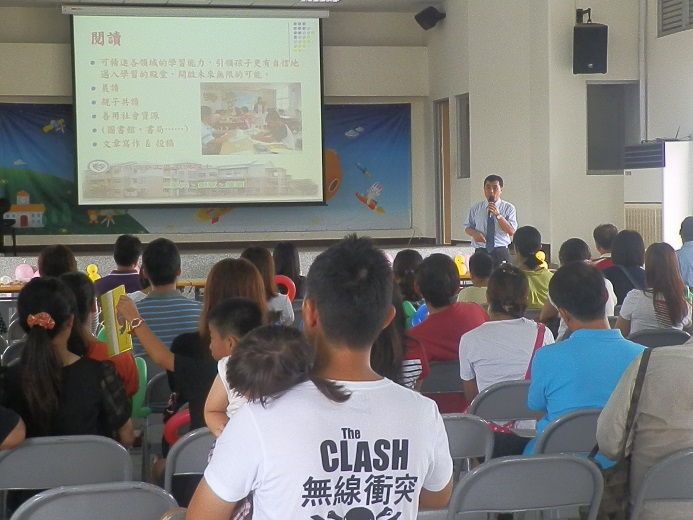 閱讀
可精進各領域的學習能力，引領孩子更有自信地
邁入學習的殿堂，開啟未來無限的可能。
晨讀
親子共讀
善用社會資源
(圖書館、書局……)
文章寫作 & 投稿
The
CLASH
無線衝突